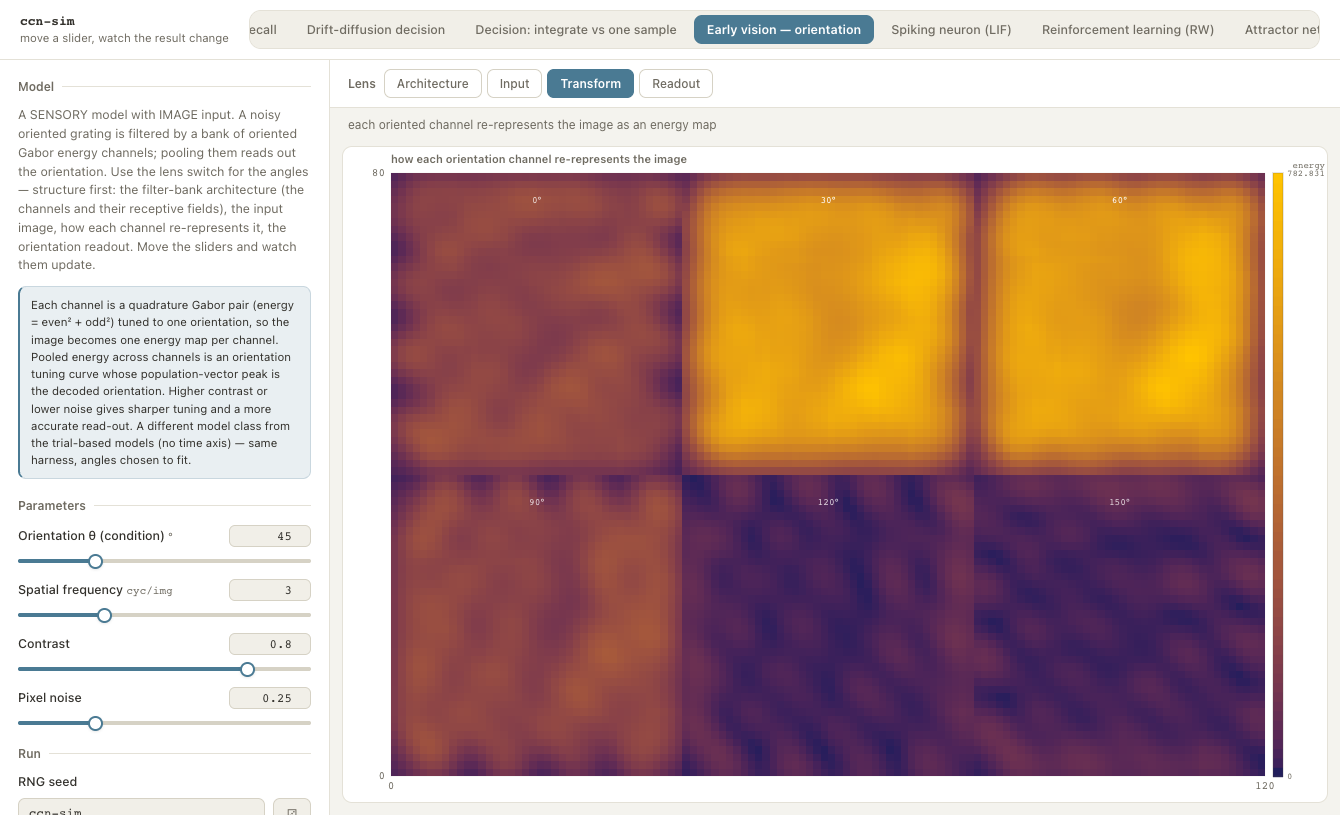 ccn-sim
move a slider, watch the result change
ecall
Drift-diffusion decision
Decision: integrate vs one sample
Early vision — orientation
Spiking neuron (LIF)
Reinforcement learning (RW)
Attractor net
Model
A SENSORY model with IMAGE input. A noisy
oriented grating is filtered by a bank of oriented
Gabor energy channels; pooling them reads out
the orientation. Use the lens switch for the angles
— structure first: the filter-bank architecture (the
channels and their receptive fields), the input
image, how each channel re-represents it, the
orientation readout. Move the sliders and watch
them update.
Each channel is a quadrature Gabor pair (energy
= even² + odd²) tuned to one orientation, so the
image becomes one energy map per channel.
Pooled energy across channels is an orientation
tuning curve whose population-vector peak is
the decoded orientation. Higher contrast or
lower noise gives sharper tuning and a more
accurate read-out. A different model class from
the trial-based models (no time axis) — same
harness, angles chosen to fit.
Parameters
Orientation θ (condition) °
45
Spatial frequency cyc/img
3
Contrast
0.8
Pixel noise
0.25
Run
RNG seed
ccn-sim
Lens
Architecture
Input
Transform
Readout
each oriented channel re-represents the image as an energy map
how each orientation channel re-represents the image
80
0
0
120
0°
30°
60°
90°
120°
150°
energy
782.831
0